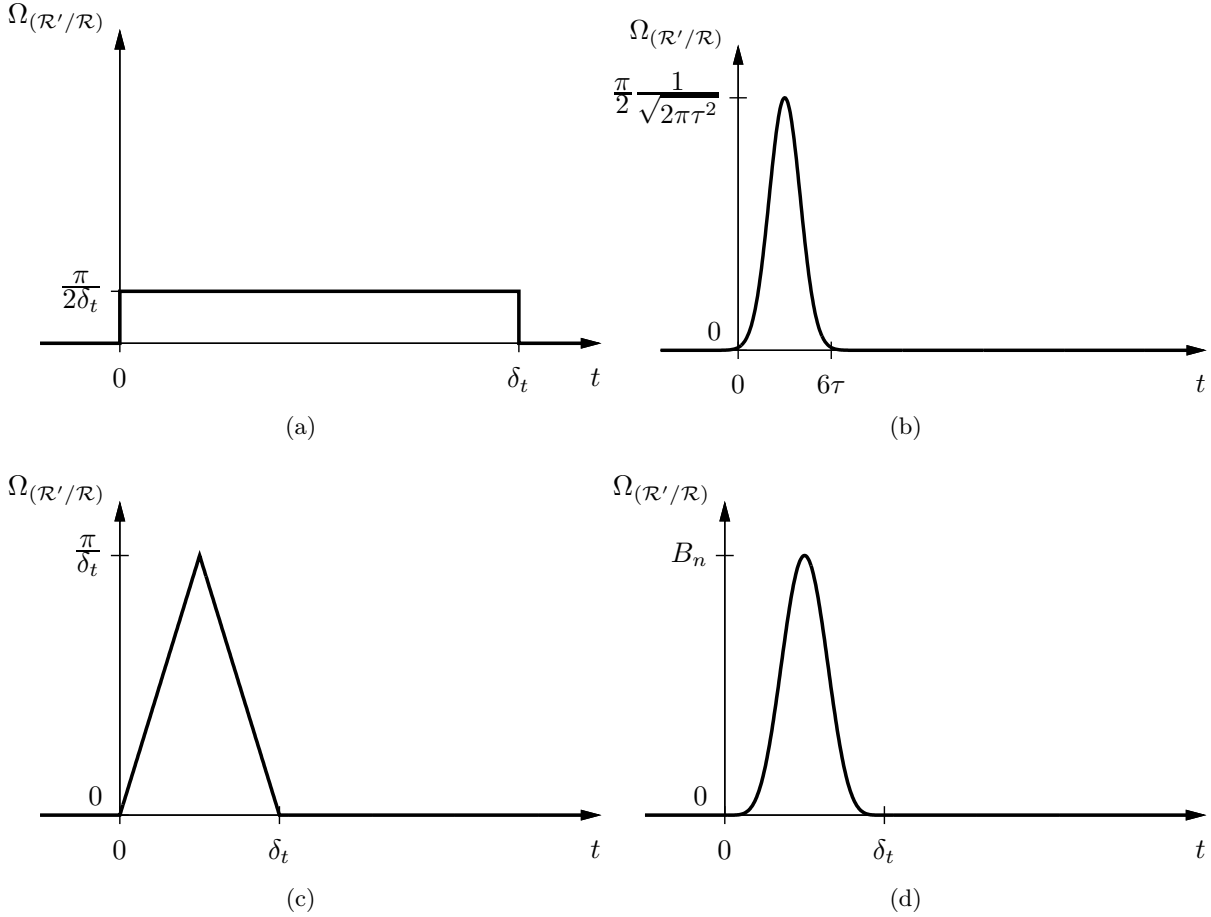 Ω(ℛ′/ℛ)
π/2δₜ
0
δₜ
t
(a)
Ω(ℛ′/ℛ)
π/2 1/√2πτ²
0
0
6τ
t
(b)
Ω(ℛ′/ℛ)
π/δₜ
0
0
δₜ
t
(c)
Ω(ℛ′/ℛ)
Bₙ
0
0
δₜ
t
(d)